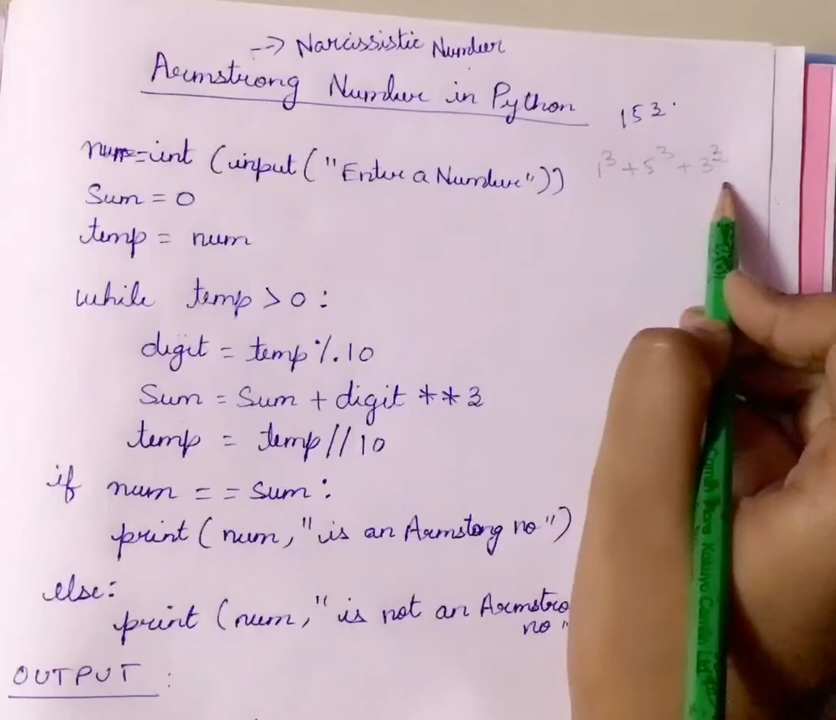 → Narcissistic Number
Armstrong Number in Python
153
1³ + 5³ + 3³
num=int (input("Enter a Number"))
Sum = 0
temp = num
while temp > 0 :
digit = temp % 10
Sum = Sum + digit ** 3
temp = temp // 10
if num == sum :
print ( num, " is an Armstong no")
else:
print (num, " is not an Armstro
no "
OUTPUT :